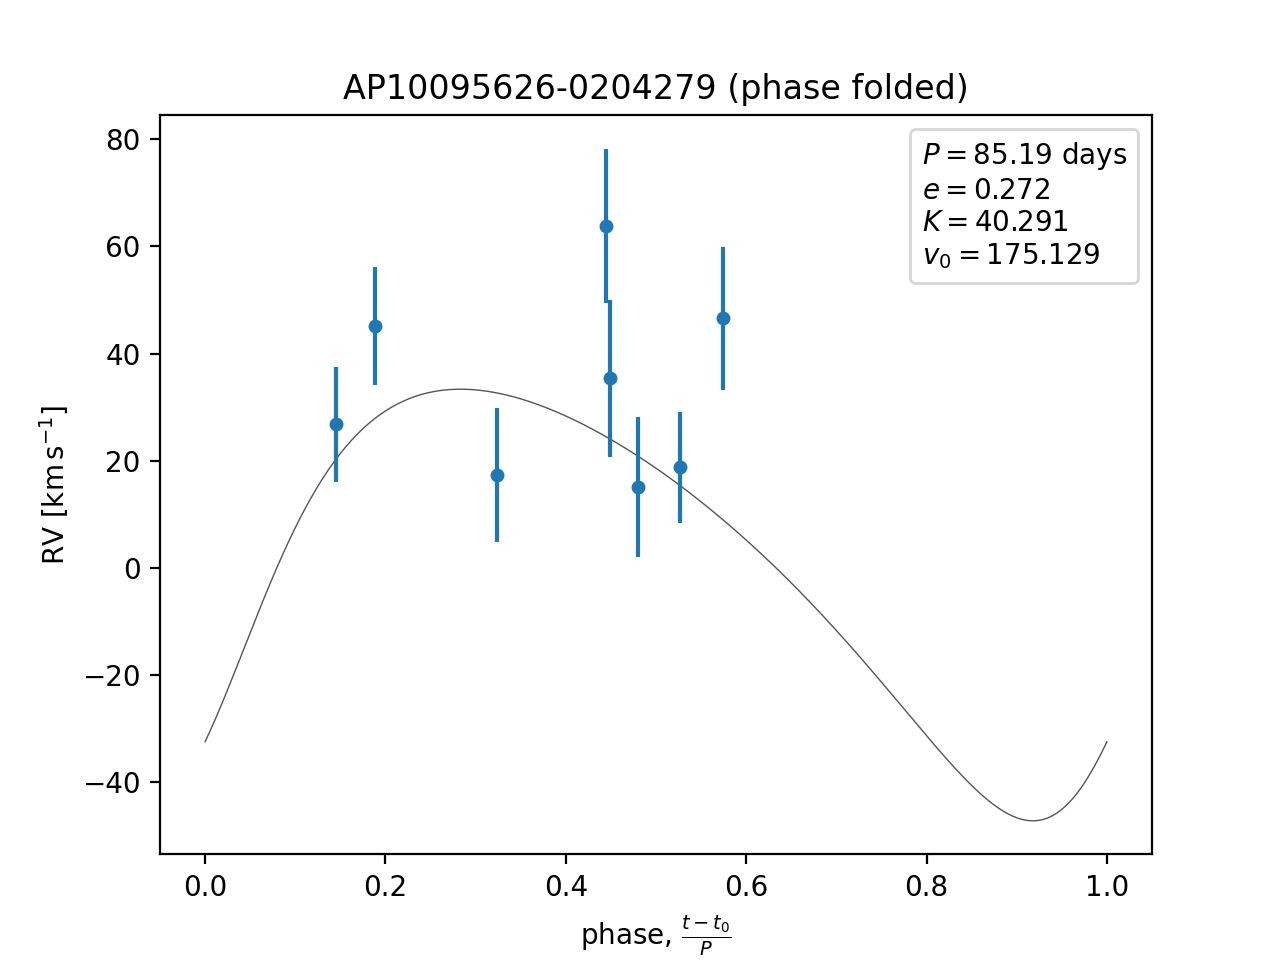 AP10095626-0204279 (phase folded)
P = 85.19 days
e = 0.272
K = 40.291
v₀ = 175.129
80
60
40
20
0
−20
−40
RV [km s⁻¹]
0.0 0.2 0.4 0.6 0.8 1.0
phase, (t − t₀)/P